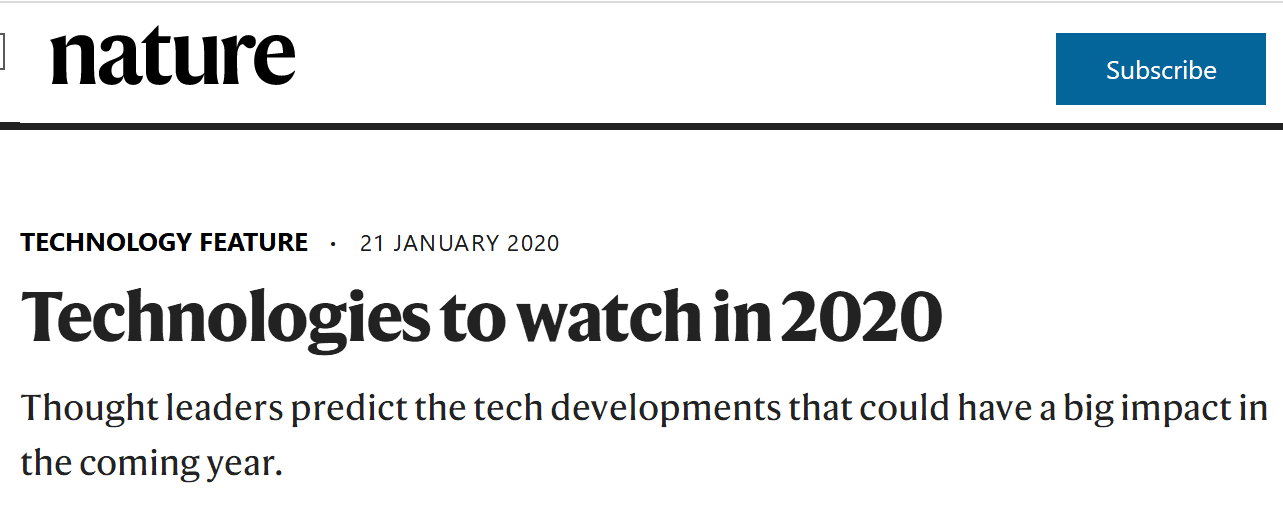 nature
Subscribe
TECHNOLOGY FEATURE · 21 JANUARY 2020
Technologies to watch in 2020
Thought leaders predict the tech developments that could have a big impact in
the coming year.